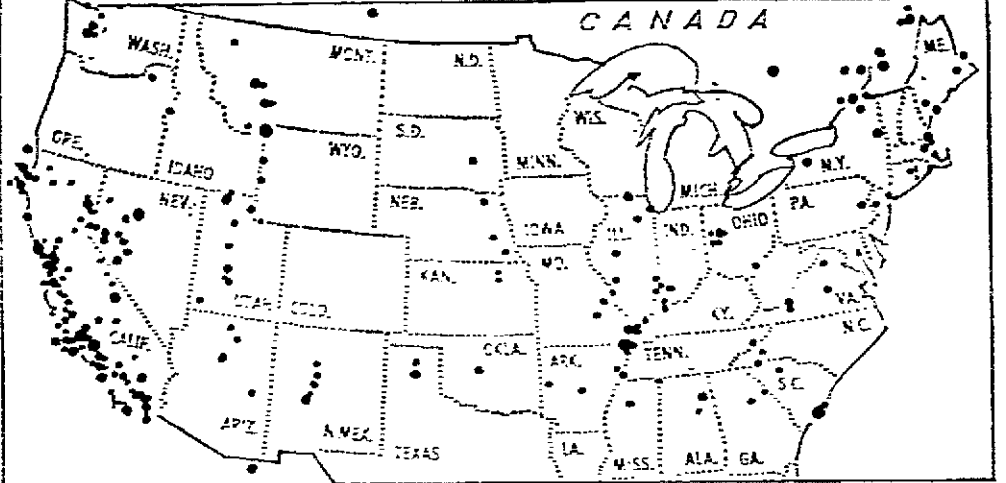 CANADA
WASH.
MONT.
N.D.
ME.
ORE.
IDAHO
WYO.
S.D.
MINN.
WIS.
MICH.
N.Y.
NEV.
NEB.
IOWA
ILL.
IND.
OHIO
PA.
UTAH
COLO.
KAN.
MO.
KY.
VA.
N.C.
CALIF.
OKLA.
ARK.
TENN.
S.C.
ARIZ.
N.MEX.
TEXAS
LA.
MISS.
ALA.
GA.